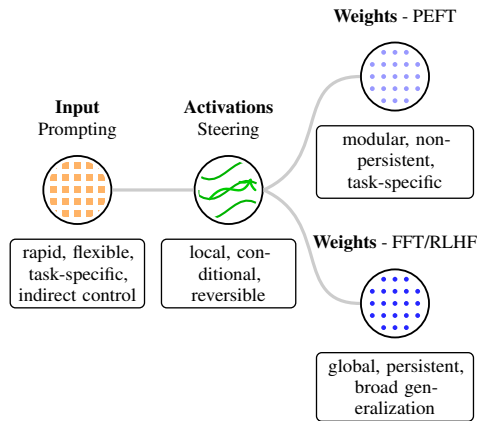 Input
Prompting
rapid, flexible,
task-specific,
indirect control
Activations
Steering
local, con-
ditional,
reversible
Weights - PEFT
modular, non-
persistent,
task-specific
Weights - FFT/RLHF
global, persistent,
broad gen-
eralization